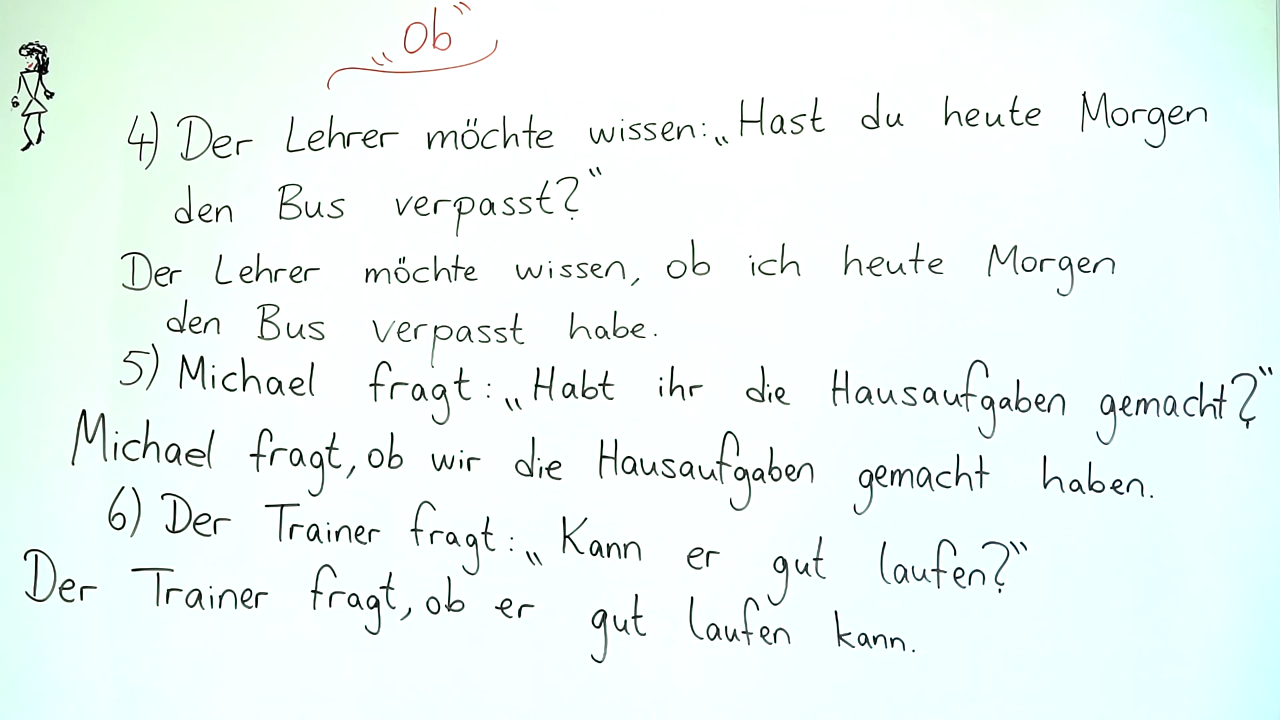 „Ob“
4) Der Lehrer möchte wissen: „Hast du heute Morgen
den Bus verpasst?“
Der Lehrer möchte wissen, ob ich heute Morgen
den Bus verpasst habe.
5) Michael fragt: „Habt ihr die Hausaufgaben gemacht?“
Michael fragt, ob wir die Hausaufgaben gemacht haben.
6) Der Trainer fragt: „Kann er gut laufen?“
Der Trainer fragt, ob er gut laufen kann.